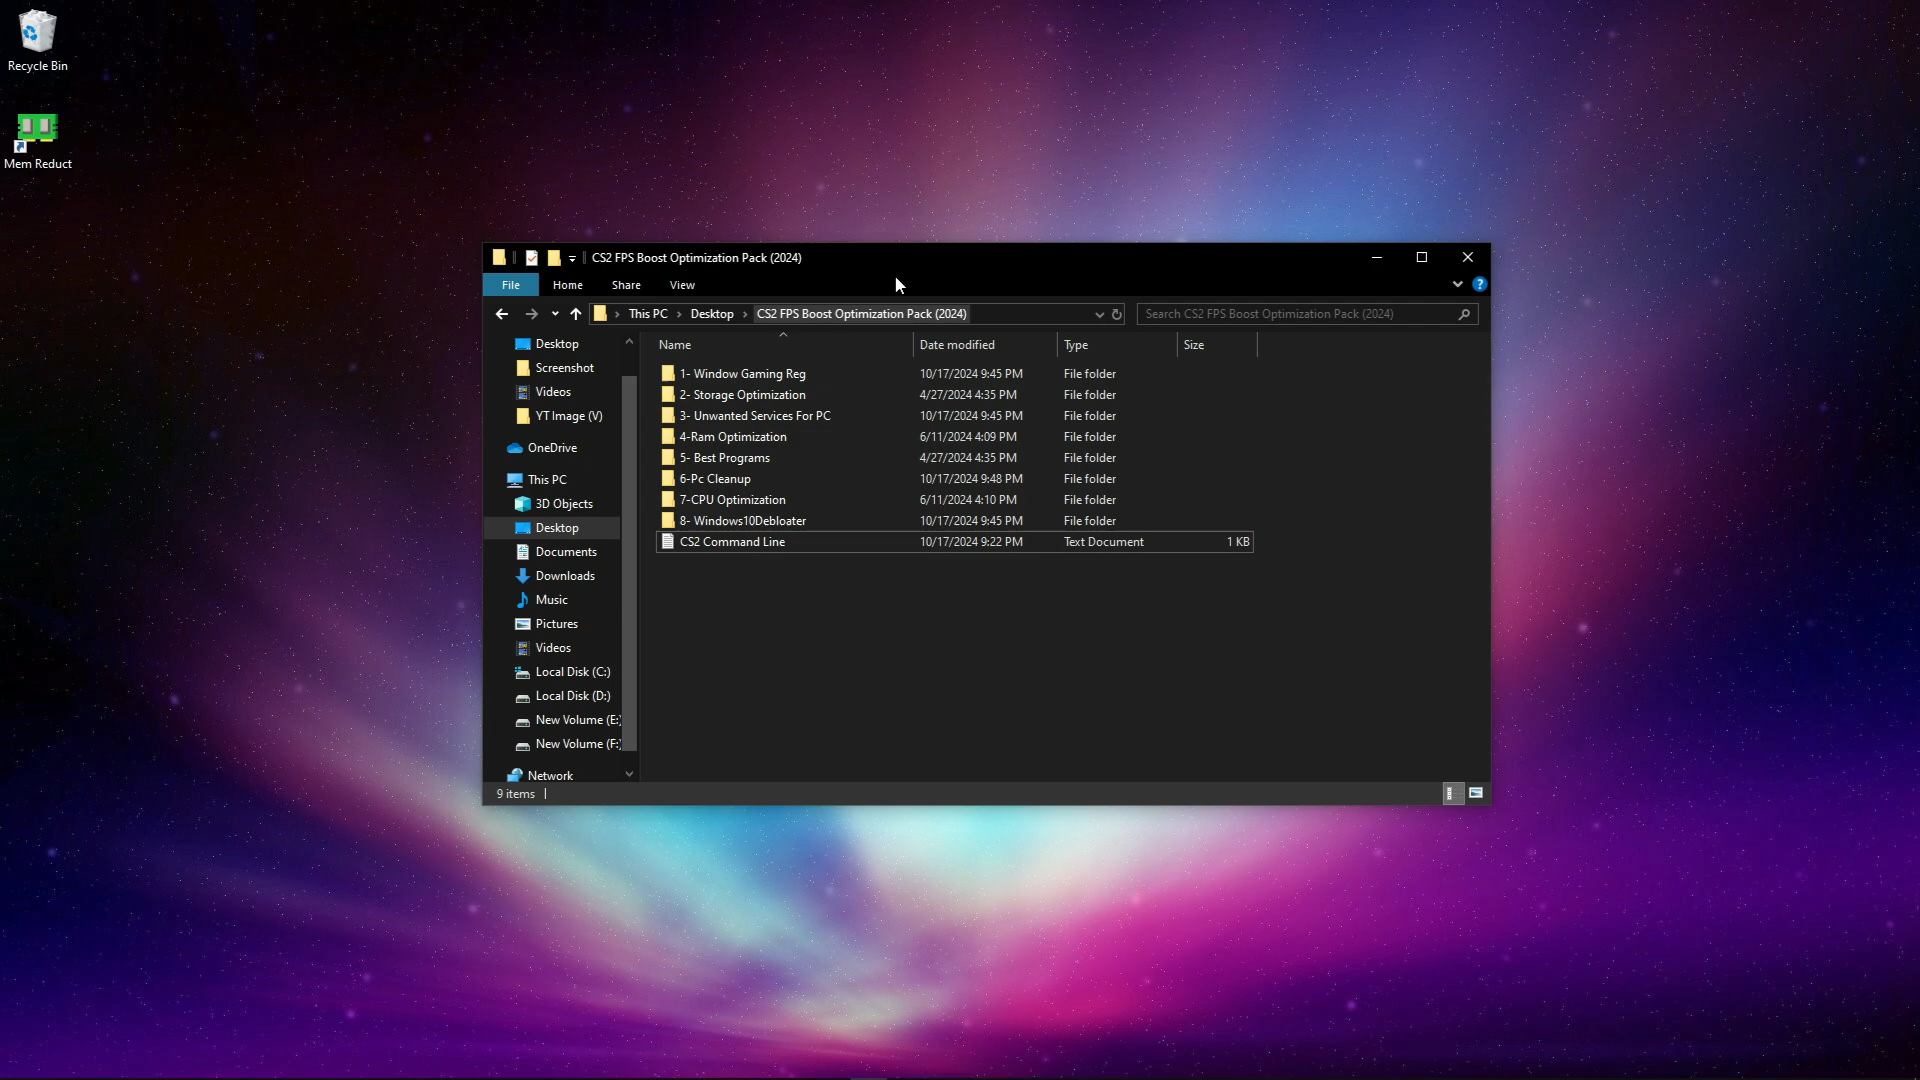 Recycle Bin
Mem Reduct
CS2 FPS Boost Optimization Pack (2024)
File Home Share View
This PC Desktop CS2 FPS Boost Optimization Pack (2024) Search CS2 FPS Boost Optimization Pack (2024)
Desktop
Screenshot
Videos
YT Image (V)
OneDrive
This PC
3D Objects
Desktop
Documents
Downloads
Music
Pictures
Videos
Local Disk (C:)
Local Disk (D:)
New Volume (E:)
New Volume (F:)
Network
Name Date modified Type Size
1- Window Gaming Reg 10/17/2024 9:45 PM File folder
2- Storage Optimization 4/27/2024 4:35 PM File folder
3- Unwanted Services For PC 10/17/2024 9:45 PM File folder
4-Ram Optimization 6/11/2024 4:09 PM File folder
5- Best Programs 4/27/2024 4:35 PM File folder
6-Pc Cleanup 10/17/2024 9:48 PM File folder
7-CPU Optimization 6/11/2024 4:10 PM File folder
8- Windows10Debloater 10/17/2024 9:45 PM File folder
CS2 Command Line 10/17/2024 9:22 PM Text Document 1 KB
9 items